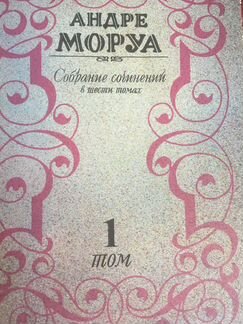 АНДРЕ
МОРУА
Собрание сочинений
в шести томах
1
ТОМ